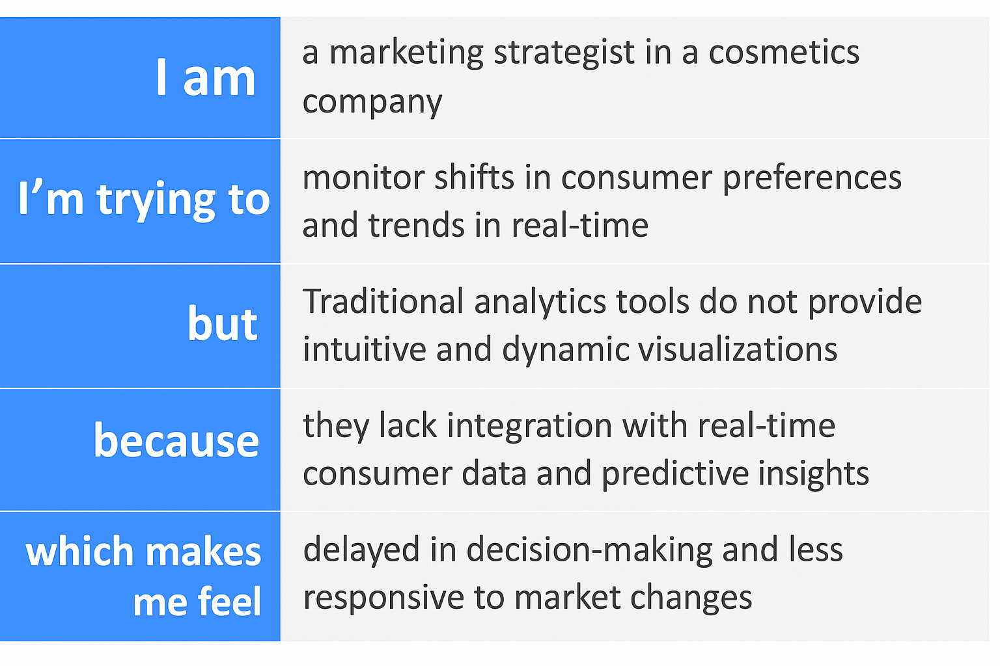 I am
a marketing strategist in a cosmetics
company
I’m trying to
monitor shifts in consumer preferences
and trends in real-time
but
Traditional analytics tools do not provide
intuitive and dynamic visualizations
because
they lack integration with real-time
consumer data and predictive insights
which makes
me feel
delayed in decision-making and less
responsive to market changes